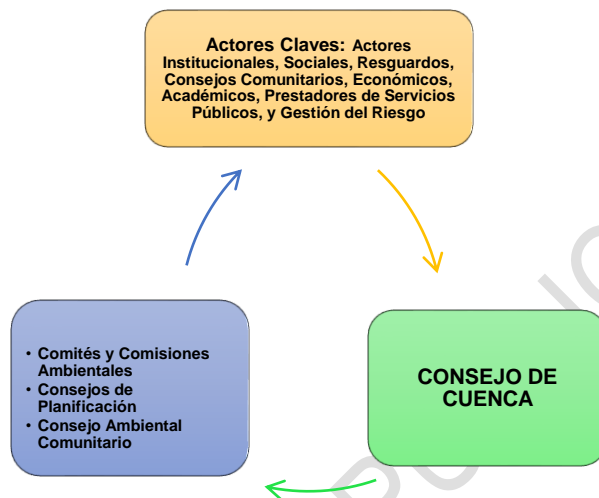 Actores Claves: Actores
Institucionales, Sociales, Resguardos,
Consejos Comunitarios, Económicos,
Académicos, Prestadores de Servicios
Públicos, y Gestión del Riesgo
• Comités y Comisiones
Ambientales
• Consejos de
Planificación
• Consejo Ambiental
Comunitario
CONSEJO DE
CUENCA